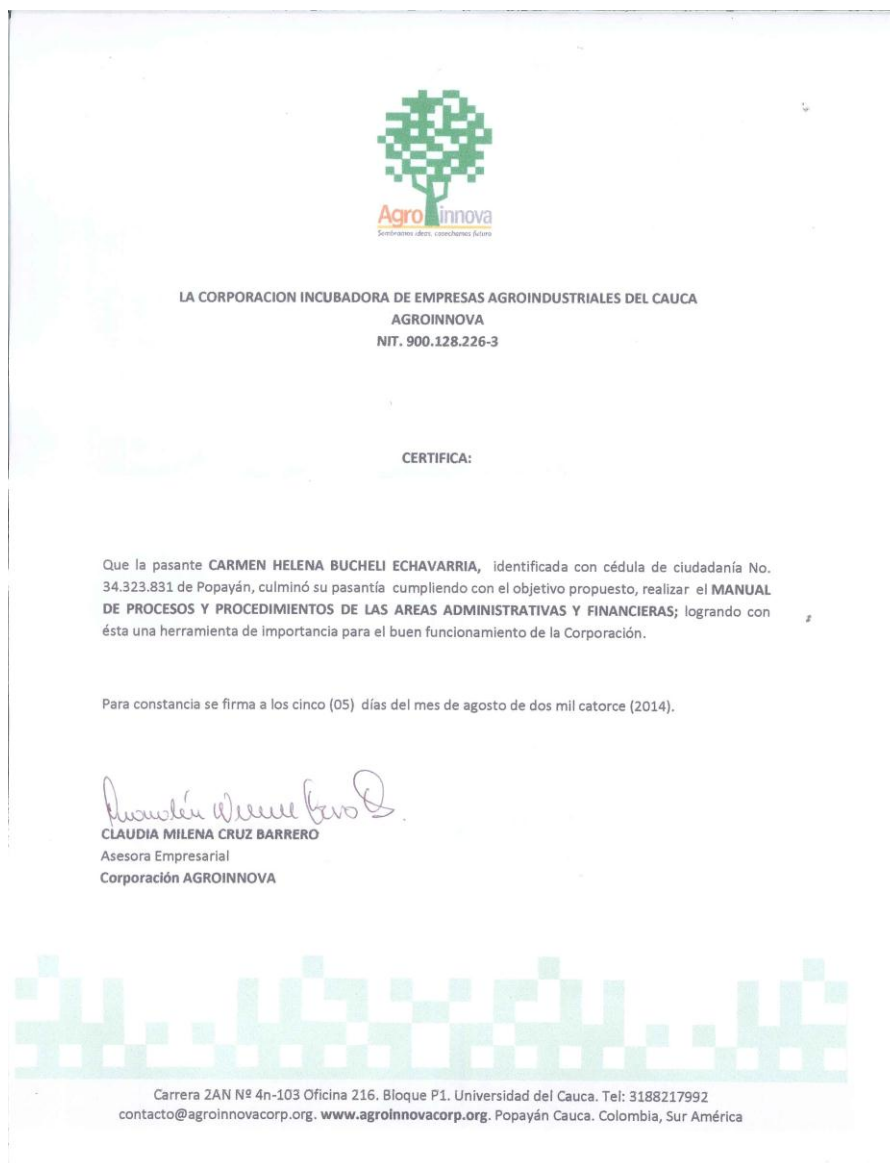 Agro innova
Sembramos ideas, cosechamos futuro
LA CORPORACION INCUBADORA DE EMPRESAS AGROINDUSTRIALES DEL CAUCA
AGROINNOVA
NIT. 900.128.226-3
CERTIFICA:
Que la pasante CARMEN HELENA BUCHELI ECHAVARRIA, identificada con cédula de ciudadanía No.
34.323.831 de Popayán, culminó su pasantía cumpliendo con el objetivo propuesto, realizar el MANUAL
DE PROCESOS Y PROCEDIMIENTOS DE LAS AREAS ADMINISTRATIVAS Y FINANCIERAS; logrando con
ésta una herramienta de importancia para el buen funcionamiento de la Corporación.
Para constancia se firma a los cinco (05) días del mes de agosto de dos mil catorce (2014).
CLAUDIA MILENA CRUZ BARRERO
Asesora Empresarial
Corporación AGROINNOVA
Carrera 2AN Nº 4n-103 Oficina 216. Bloque P1. Universidad del Cauca. Tel: 3188217992
contacto@agroinnovacorp.org. www.agroinnovacorp.org. Popayán Cauca. Colombia, Sur América